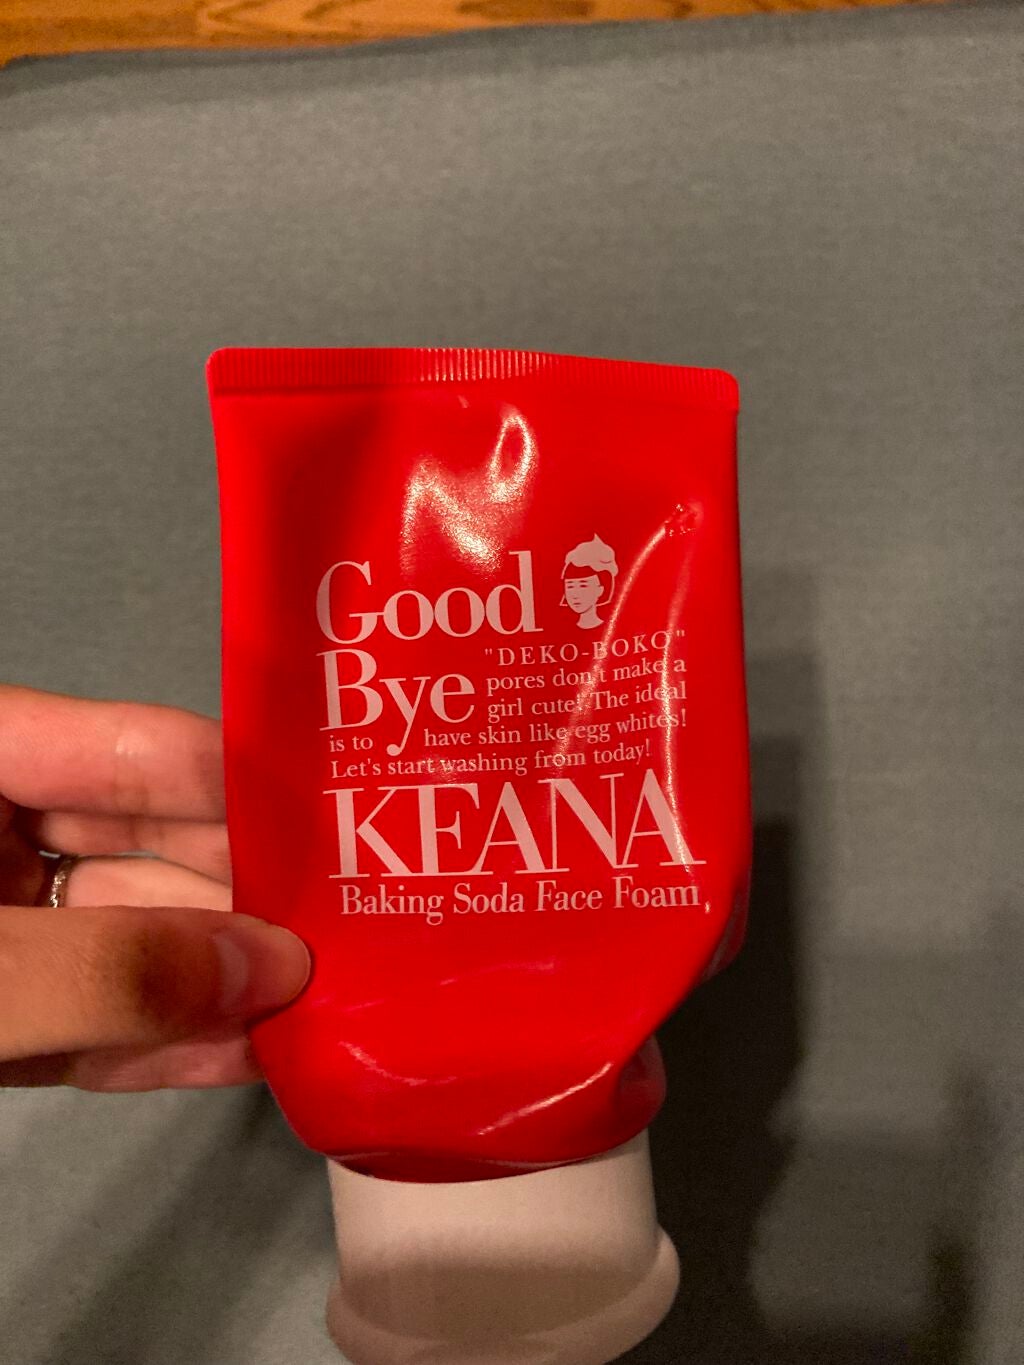 Good
Bye
"DEKO-BOKO"
pores don't make a
girl cute! The ideal
is to have skin like egg whites!
Let's start washing from today!
KEANA
Baking Soda Face Foam